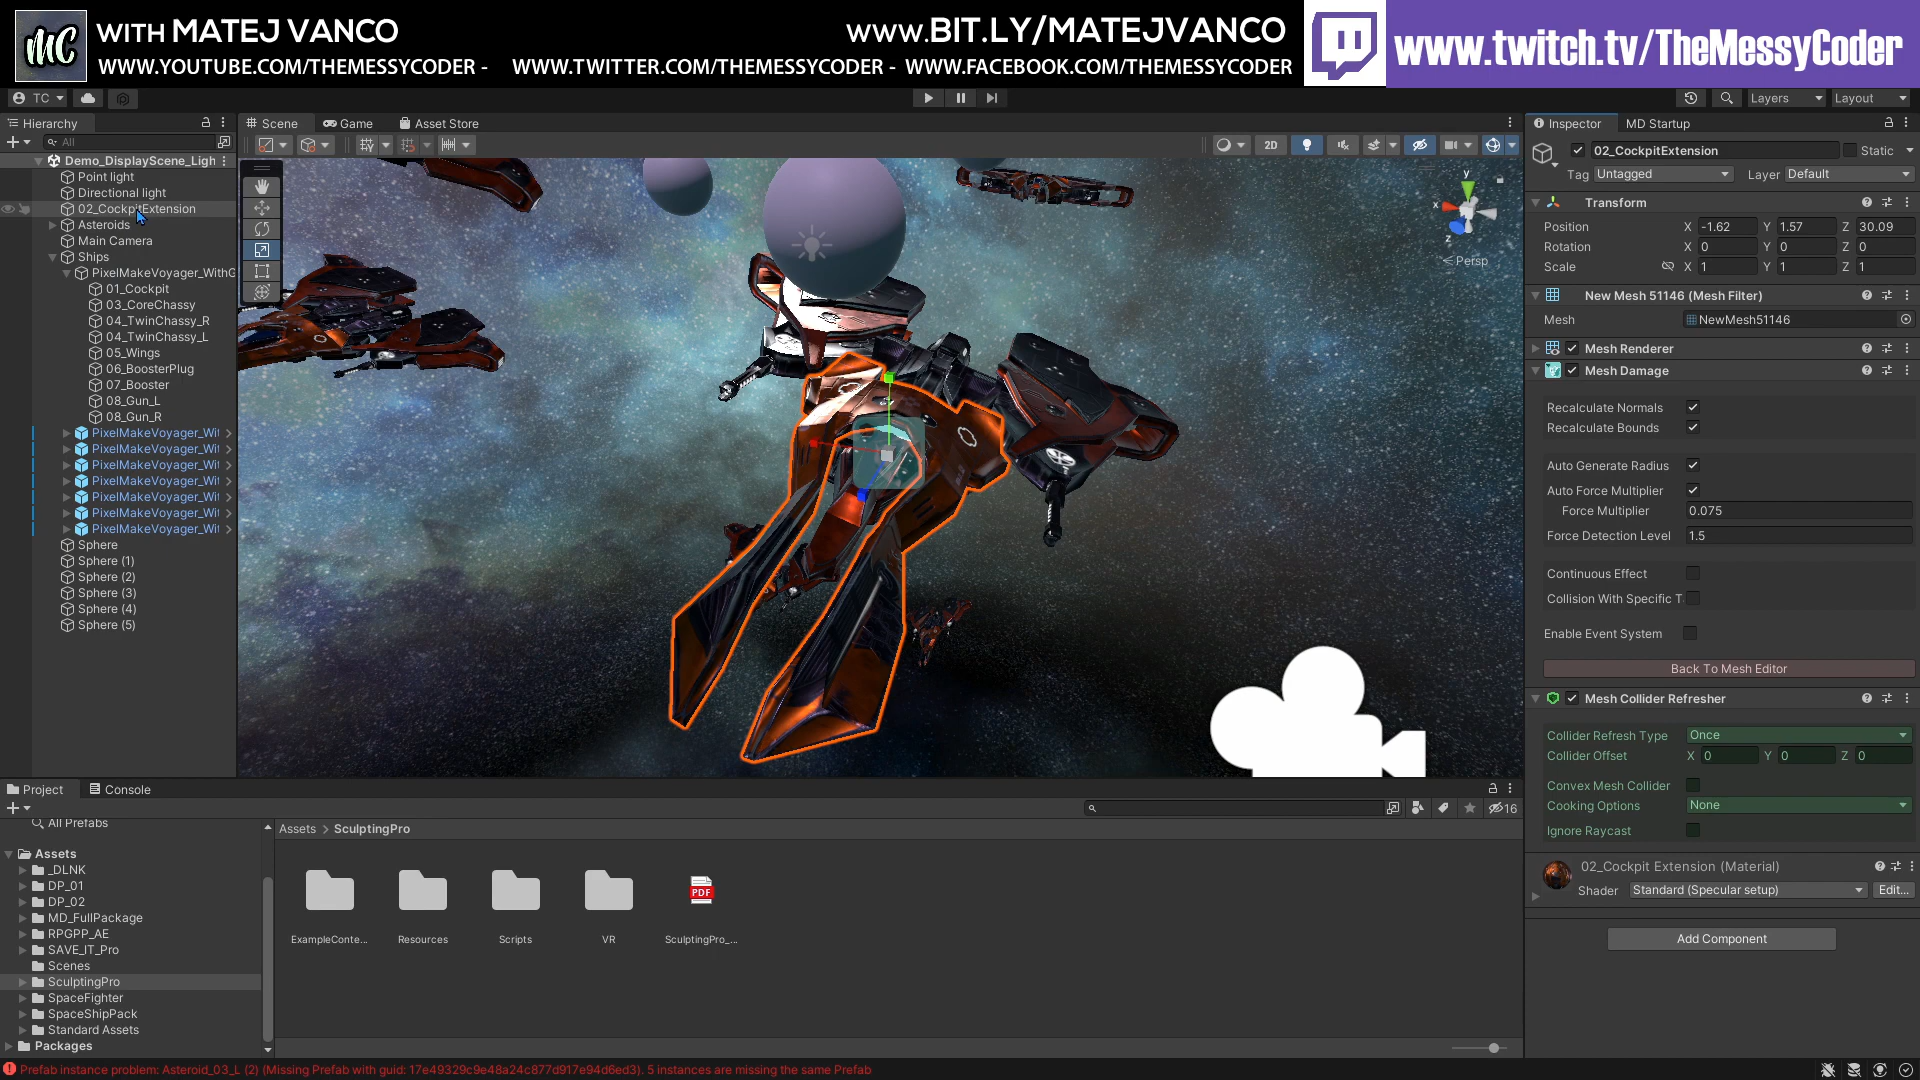 MC
WITH MATEJ VANCO
WWW.YOUTUBE.COM/THEMESSYCODER -
WWW.TWITTER.COM/THEMESSYCODER - WWW.FACEBOOK.COM/THEMESSYCODER
WWW.BIT.LY/MATEJVANCO
www.twitch.tv/TheMessyCoder
TC
Layers
Layout
Hierarchy
All
Demo_DisplayScene_Ligh
Point light
Directional light
02_CockpitExtension
Asteroids
Main Camera
Ships
PixelMakeVoyager_WithG
01_Cockpit
03_CoreChassy
04_TwinChassy_R
04_TwinChassy_L
05_Wings
06_BoosterPlug
07_Booster
08_Gun_L
08_Gun_R
PixelMakeVoyager_Wit
PixelMakeVoyager_Wit
PixelMakeVoyager_Wit
PixelMakeVoyager_Wit
PixelMakeVoyager_Wit
PixelMakeVoyager_Wit
PixelMakeVoyager_Wit
Sphere
Sphere (1)
Sphere (2)
Sphere (3)
Sphere (4)
Sphere (5)
Scene
Game
Asset Store
2D
y
x
z
< Persp
Inspector
MD Startup
02_CockpitExtension
Static
Tag Untagged
Layer Default
Transform
Position X -1.62 Y 1.57 Z 30.09
Rotation X 0 Y 0 Z 0
Scale X 1 Y 1 Z 1
New Mesh 51146 (Mesh Filter)
Mesh NewMesh51146
Mesh Renderer
Mesh Damage
Recalculate Normals
Recalculate Bounds
Auto Generate Radius
Auto Force Multiplier
Force Multiplier 0.075
Force Detection Level 1.5
Continuous Effect
Collision With Specific T
Enable Event System
Back To Mesh Editor
Mesh Collider Refresher
Collider Refresh Type Once
Collider Offset X 0 Y 0 Z 0
Convex Mesh Collider
Cooking Options None
Ignore Raycast
02_Cockpit Extension (Material)
Shader Standard (Specular setup) Edit...
Add Component
Project
Console
16
All Prefabs
Assets
_DLNK
DP_01
DP_02
MD_FullPackage
RPGPP_AE
SAVE_IT_Pro
Scenes
SculptingPro
SpaceFighter
SpaceShipPack
Standard Assets
Packages
Assets > SculptingPro
PDF
ExampleConte...
Resources
Scripts
VR
SculptingPro_...
Prefab instance problem: Asteroid_03_L (2) (Missing Prefab with guid: 17e49329c9e48a24c877d917e94d6ed3). 5 instances are missing the same Prefab